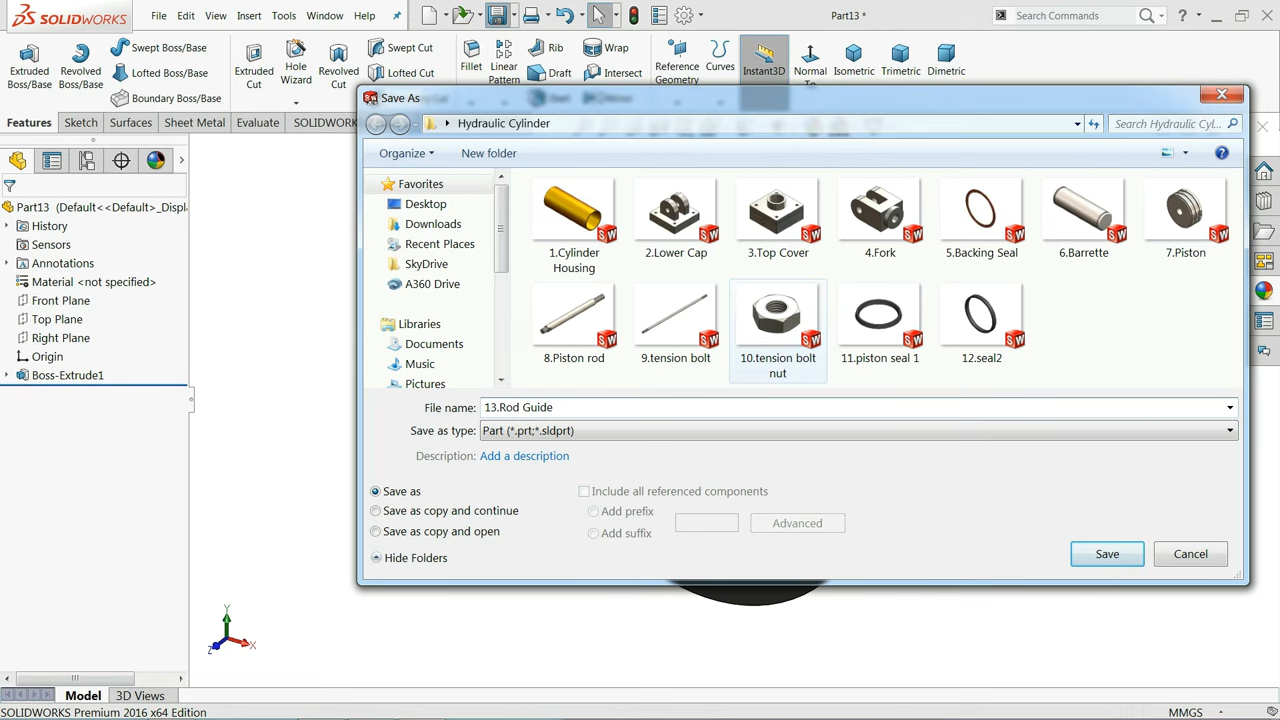 SOLIDWORKS
File
Edit
View
Insert
Tools
Window
Help
Part13 *
Search Commands
Extruded Boss/Base
Revolved Boss/Base
Swept Boss/Base
Lofted Boss/Base
Boundary Boss/Base
Extruded Cut
Hole Wizard
Revolved Cut
Swept Cut
Lofted Cut
Fillet
Linear Pattern
Rib
Draft
Wrap
Intersect
Reference Geometry
Curves
Instant3D
Normal To
Isometric
Trimetric
Dimetric
Features
Sketch
Surfaces
Sheet Metal
Evaluate
SOLIDWORKS
Part13 (Default<<Default>_Displ
History
Sensors
Annotations
Material <not specified>
Front Plane
Top Plane
Right Plane
Origin
Boss-Extrude1
Save As
Hydraulic Cylinder
Search Hydraulic Cyl...
Organize
New folder
Favorites
Desktop
Downloads
Recent Places
SkyDrive
A360 Drive
Libraries
Documents
Music
Pictures
1.Cylinder Housing
2.Lower Cap
3.Top Cover
4.Fork
5.Backing Seal
6.Barrette
7.Piston
8.Piston rod
9.tension bolt
10.tension bolt nut
11.piston seal 1
12.seal2
File name: 13.Rod Guide
Save as type: Part (*.prt;*.sldprt)
Description: Add a description
Save as
Save as copy and continue
Save as copy and open
Include all referenced components
Add prefix
Add suffix
Advanced
Hide Folders
Save
Cancel
Y
X
Z
Model
3D Views
SOLIDWORKS Premium 2016 x64 Edition
MMGS